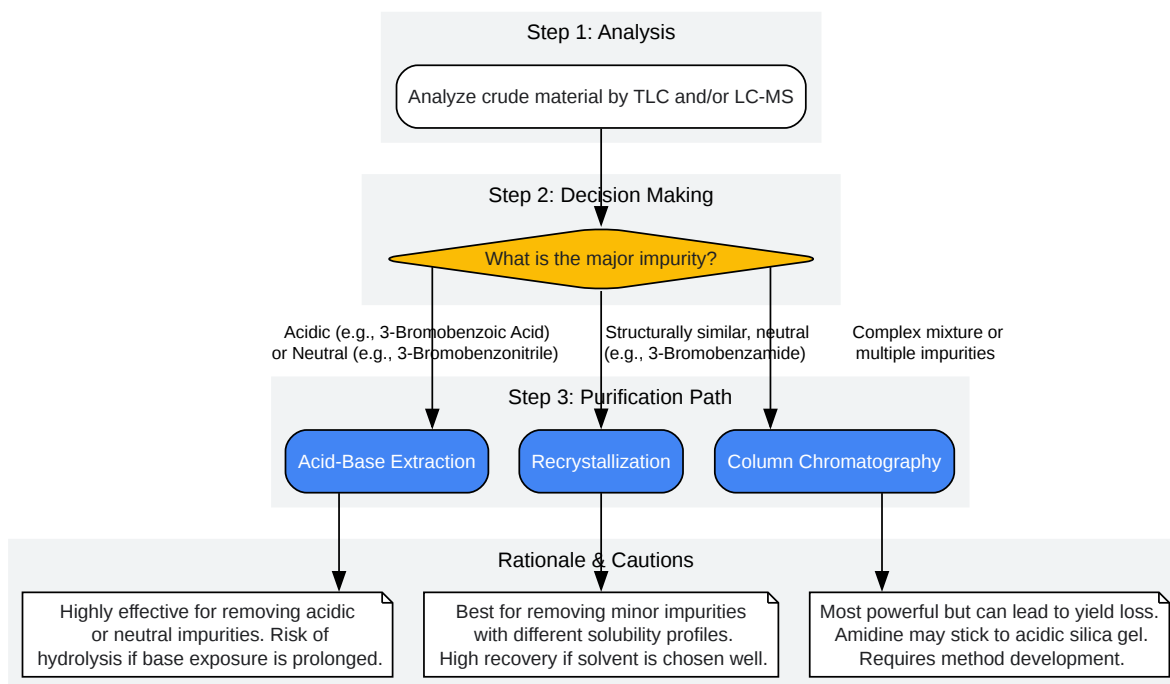 Step 1: Analysis
Analyze crude material by TLC and/or LC-MS
Step 2: Decision Making
What is the major impurity?
Acidic (e.g., 3-Bromobenzoic Acid)
or Neutral (e.g., 3-Bromobenzonitrile)
Structurally similar, neutral
(e.g., 3-Bromobenzamide)
Complex mixture or
multiple impurities
Step 3: Purification Path
Acid-Base Extraction
Recrystallization
Column Chromatography
Rationale & Cautions
Highly effective for removing acidic
or neutral impurities. Risk of
hydrolysis if base exposure is prolonged.
Best for removing minor impurities
with different solubility profiles.
High recovery if solvent is chosen well.
Most powerful but can lead to yield loss.
Amidine may stick to acidic silica gel.
Requires method development.